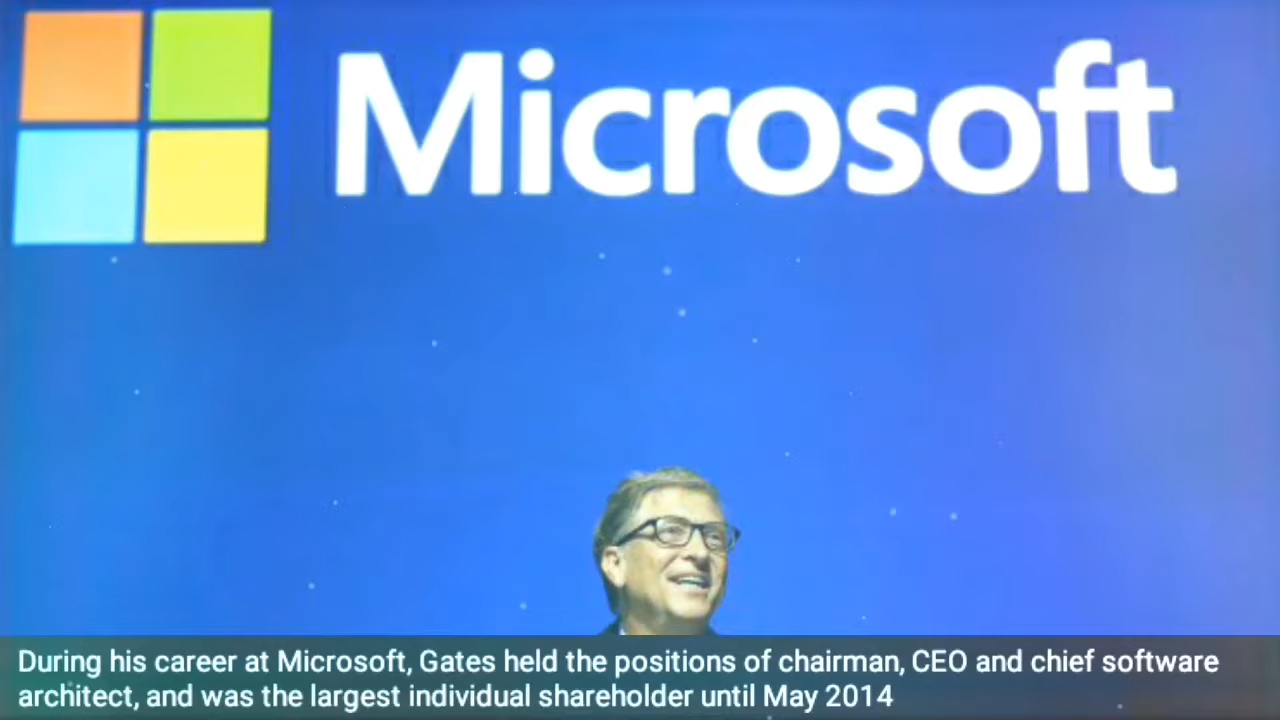 Microsoft
During his career at Microsoft, Gates held the positions of chairman, CEO and chief software
architect, and was the largest individual shareholder until May 2014